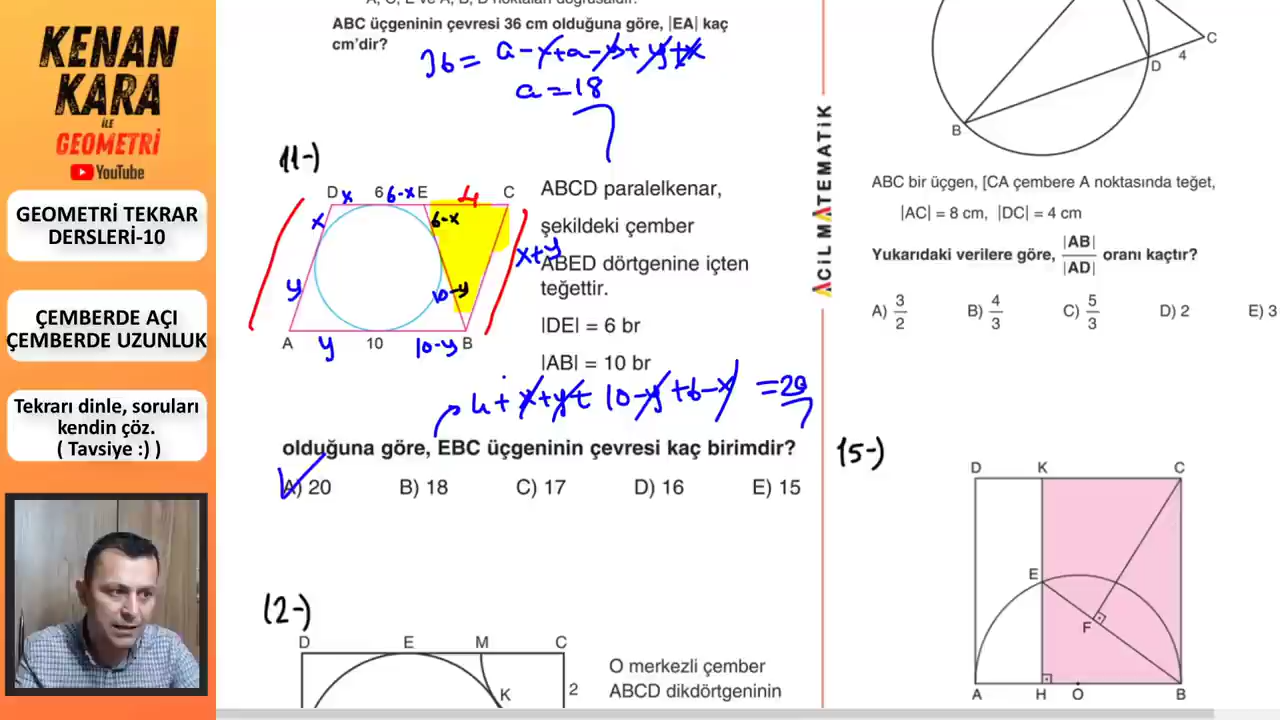 KENAN
KARA
İLE
GEOMETRİ
YouTube
GEOMETRİ TEKRAR
DERSLERİ-10
ÇEMBERDE AÇI
ÇEMBERDE UZUNLUK
Tekrarı dinle, soruları
kendin çöz.
( Tavsiye :) )
ABC üçgeninin çevresi 36 cm olduğuna göre, |EA| kaç
cm'dir?
36 = a-x+a-y+y+x
a=18
11-)
D x 6 6-x E 4 C
x 6-x
y 10-y x+y
A y 10 10-y B
ABCD paralelkenar,
şekildeki çember
ABED dörtgenine içten
teğettir.
|DE| = 6 br
|AB| = 10 br
4+x+y+10-y+6-x =20
olduğuna göre, EBC üçgeninin çevresi kaç birimdir?
A) 20 B) 18 C) 17 D) 16 E) 15
12-)
D E M C
K 2
O merkezli çember
ABCD dikdörtgeninin
AÇİLMATEMATİK
C
D 4
B
ABC bir üçgen, [CA çembere A noktasında teğet,
|AC| = 8 cm, |DC| = 4 cm
Yukarıdaki verilere göre, |AB| / |AD| oranı kaçtır?
A) 3/2 B) 4/3 C) 5/3 D) 2 E) 3
15-)
D K C
E
F
A H O B